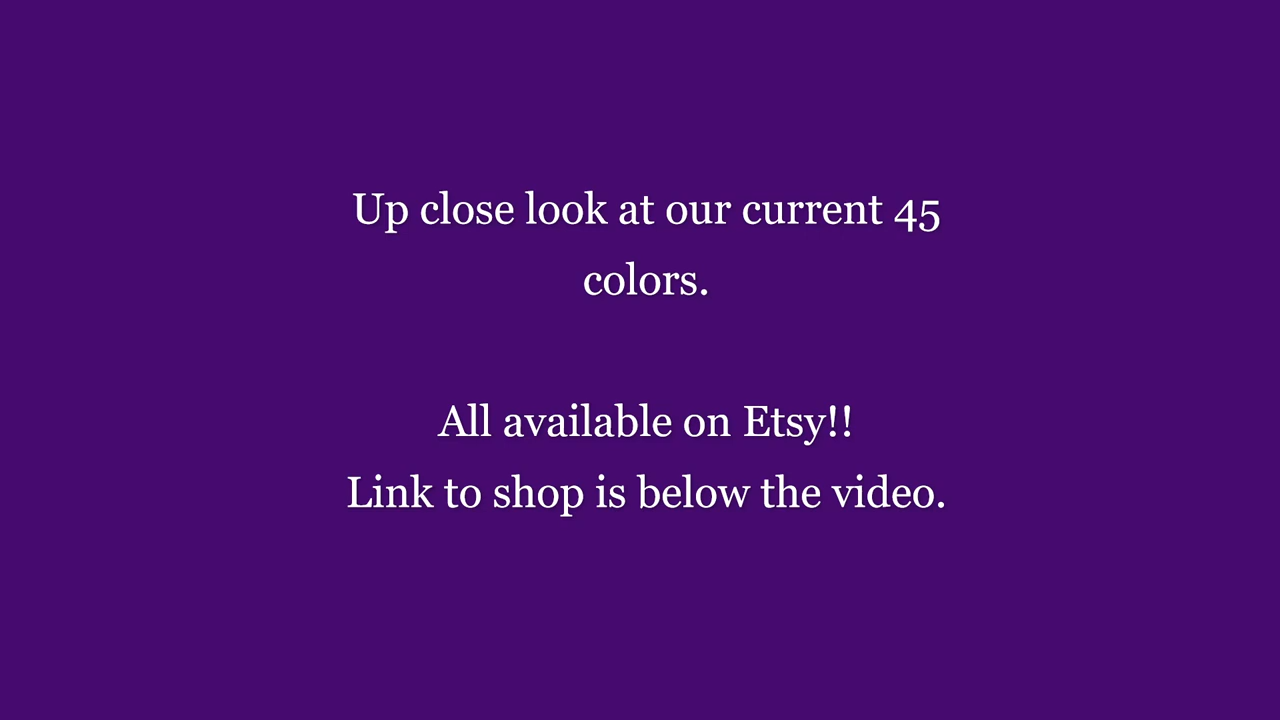 Up close look at our current 45
colors.
All available on Etsy!!
Link to shop is below the video.